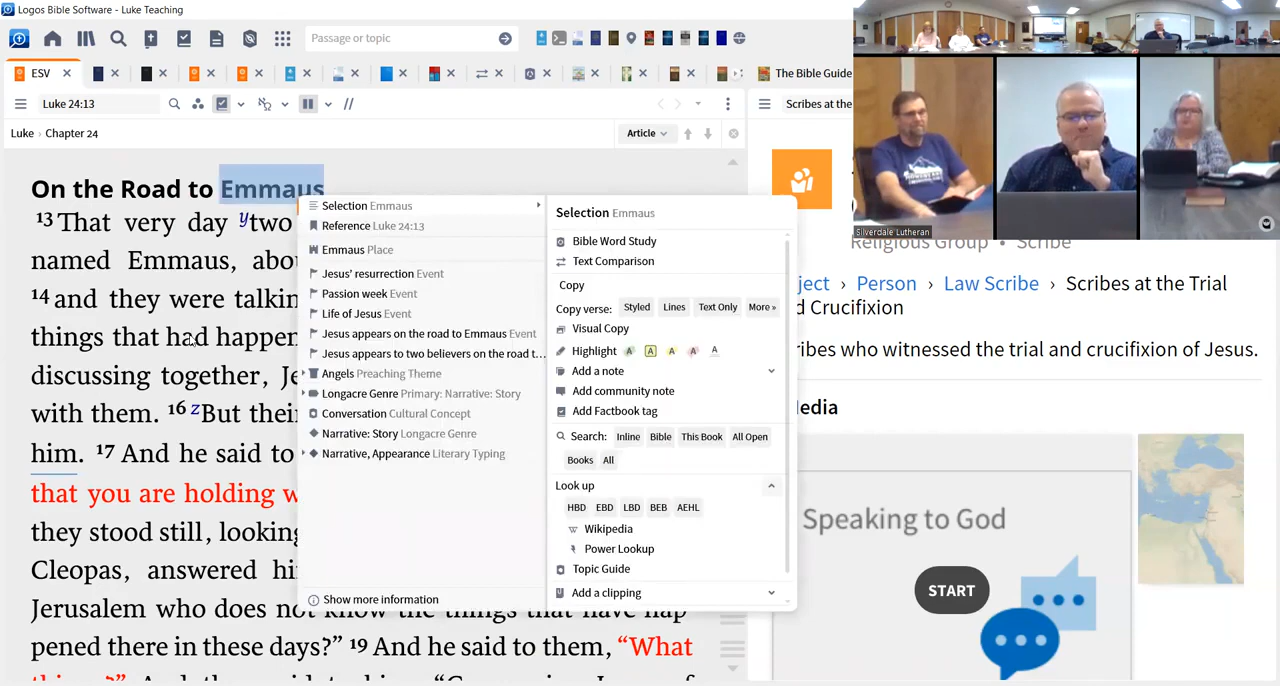 Logos Bible Software - Luke Teaching
Passage or topic
ESV
The Bible Guide
Luke 24:13
Scribes at the
Luke › Chapter 24
Article
On the Road to Emmaus
13 That very day y two
named Emmaus,
14 and they were
things that had
discussing together,
with them. 16 z But
him. 17 And he said to
that you are holding
they stood still,
Cleopas, answered
Jerusalem who does not know the things that have hap
pened there in these days?” 19 And he said to them, “What
Selection Emmaus
Reference Luke 24:13
Emmaus Place
Jesus' resurrection Event
Passion week Event
Life of Jesus Event
Jesus appears on the road to Emmaus Event
Jesus appears to two believers on the road t...
Angels Preaching Theme
Longacre Genre Primary: Narrative: Story
Conversation Cultural Concept
Narrative: Story Longacre Genre
Narrative, Appearance Literary Typing
Show more information
Selection Emmaus
Bible Word Study
Text Comparison
Copy
Copy verse: Styled Lines Text Only More »
Visual Copy
Highlight A A A A A
Add a note
Add community note
Add Factbook tag
Search: Inline Bible This Book All Open
Books All
Look up
HBD EBD LBD BEB AEHL
Wikipedia
Power Lookup
Topic Guide
Add a clipping
Silverdale Lutheran
Religious Group • Scribe
ject › Person › Law Scribe › Scribes at the Trial
d Crucifixion
ribes who witnessed the trial and crucifixion of Jesus.
edia
Speaking to God
START